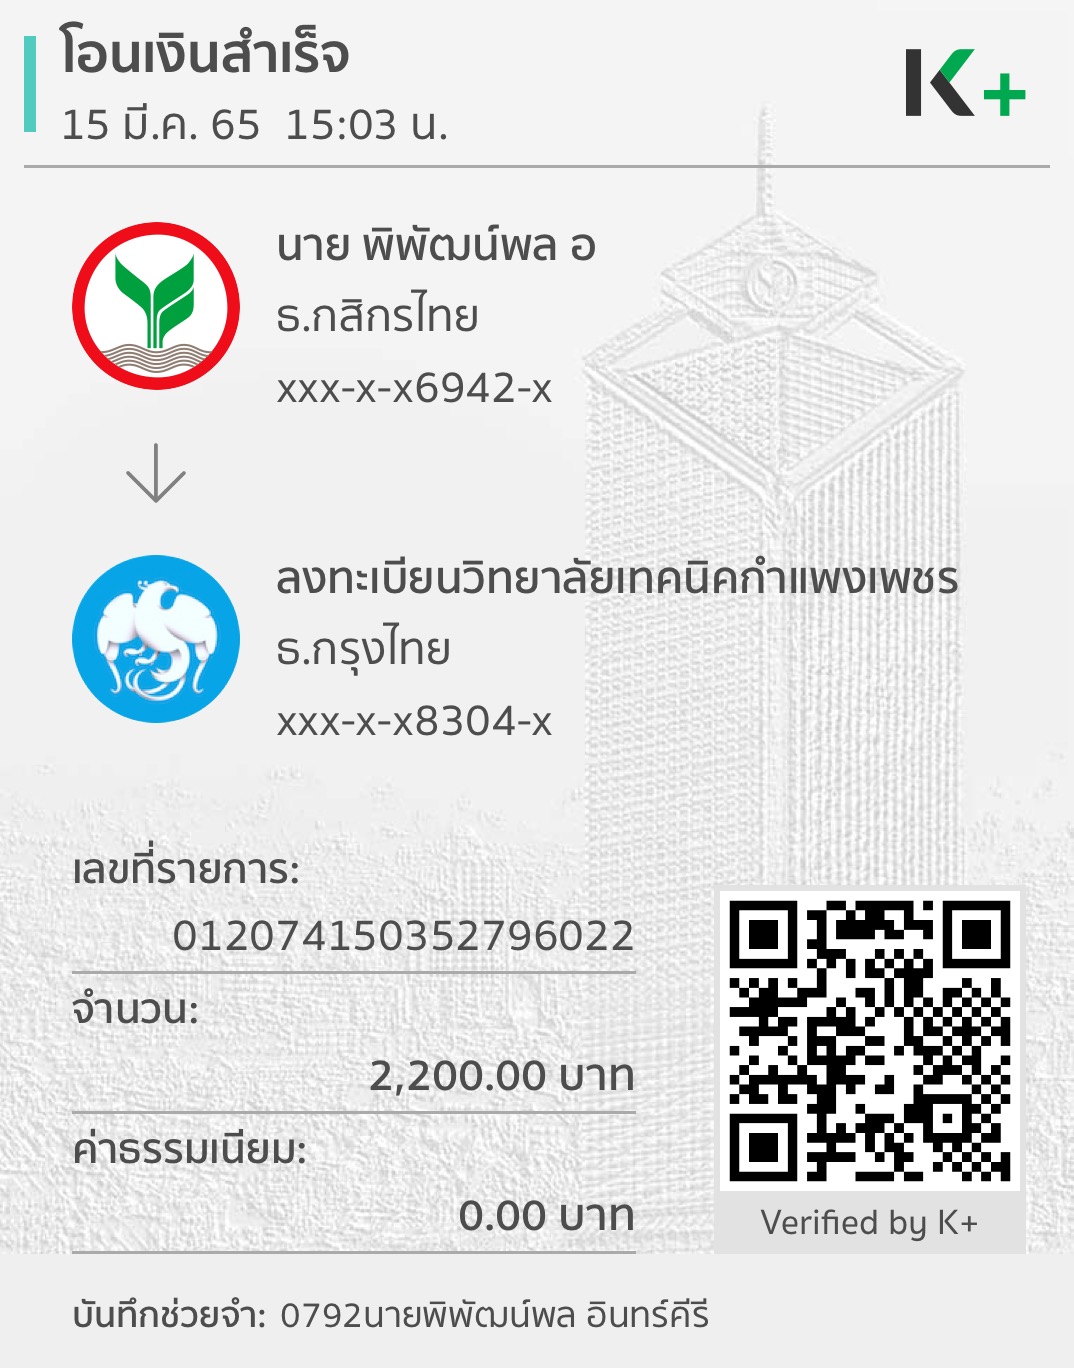 โอนเงินสำเร็จ
15 มี.ค. 65 15:03 น.
K+
นาย พิพัฒน์พล อ
ธ.กสิกรไทย
xxx-x-x6942-x
ลงทะเบียนวิทยาลัยเทคนิคกำแพงเพชร
ธ.กรุงไทย
xxx-x-x8304-x
เลขที่รายการ:
012074150352796022
จำนวน:
2,200.00 บาท
ค่าธรรมเนียม:
0.00 บาท
Verified by K+
บันทึกช่วยจำ: 0792นายพิพัฒน์พล อินทร์คีรี